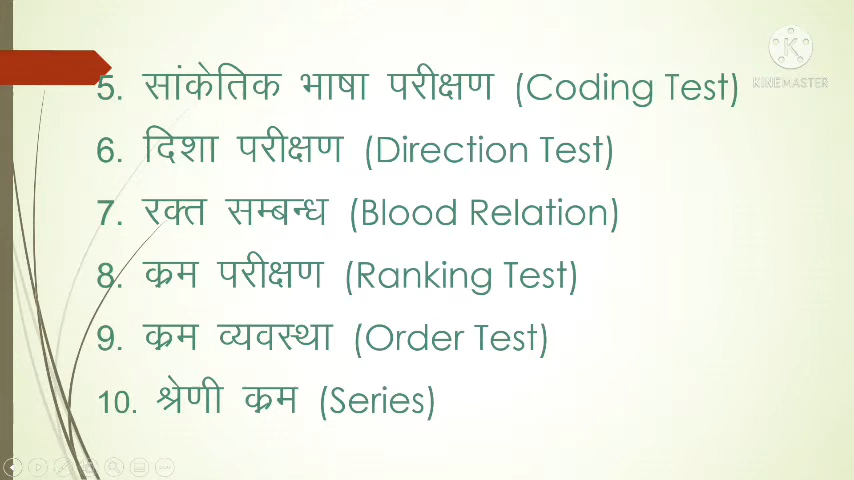 5. सांकेतिक भाषा परीक्षण (Coding Test)
6. दिशा परीक्षण (Direction Test)
7. रक्त सम्बन्ध (Blood Relation)
8. क्रम परीक्षण (Ranking Test)
9. क्रम व्यवस्था (Order Test)
10. श्रेणी क्रम (Series)
K
KINEMASTER